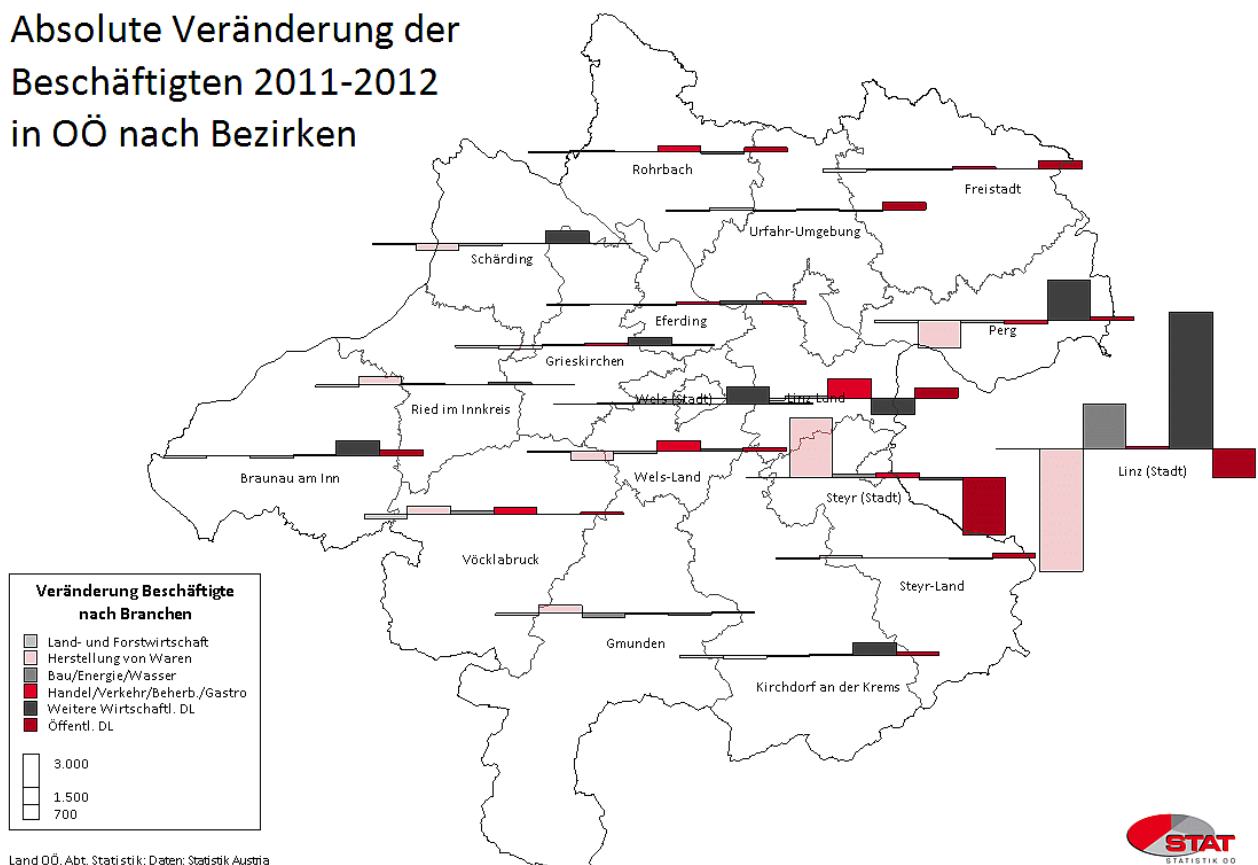 Absolute Veränderung der
Beschäftigten 2011-2012
in OÖ nach Bezirken
Rohrbach
Freistadt
Urfahr-Umgebung
Schärding
Eferding
Perg
Grieskirchen
Wels (Stadt)
Linz Land
Ried im Innkreis
Linz (Stadt)
Braunau am Inn
Wels-Land
Steyr (Stadt)
Vöcklabruck
Steyr-Land
Gmunden
Kirchdorf an der Krems
Veränderung Beschäftigte
nach Branchen
Land- und Forstwirtschaft
Herstellung von Waren
Bau/Energie/Wasser
Handel/Verkehr/Beherb./Gastro
Weitere Wirtschaftl. DL
Öffentl. DL
3.000
1.500
700
Land OÖ. Abt. Statistik: Daten: Statistik Austria
STAT
STATISTIK OÖ